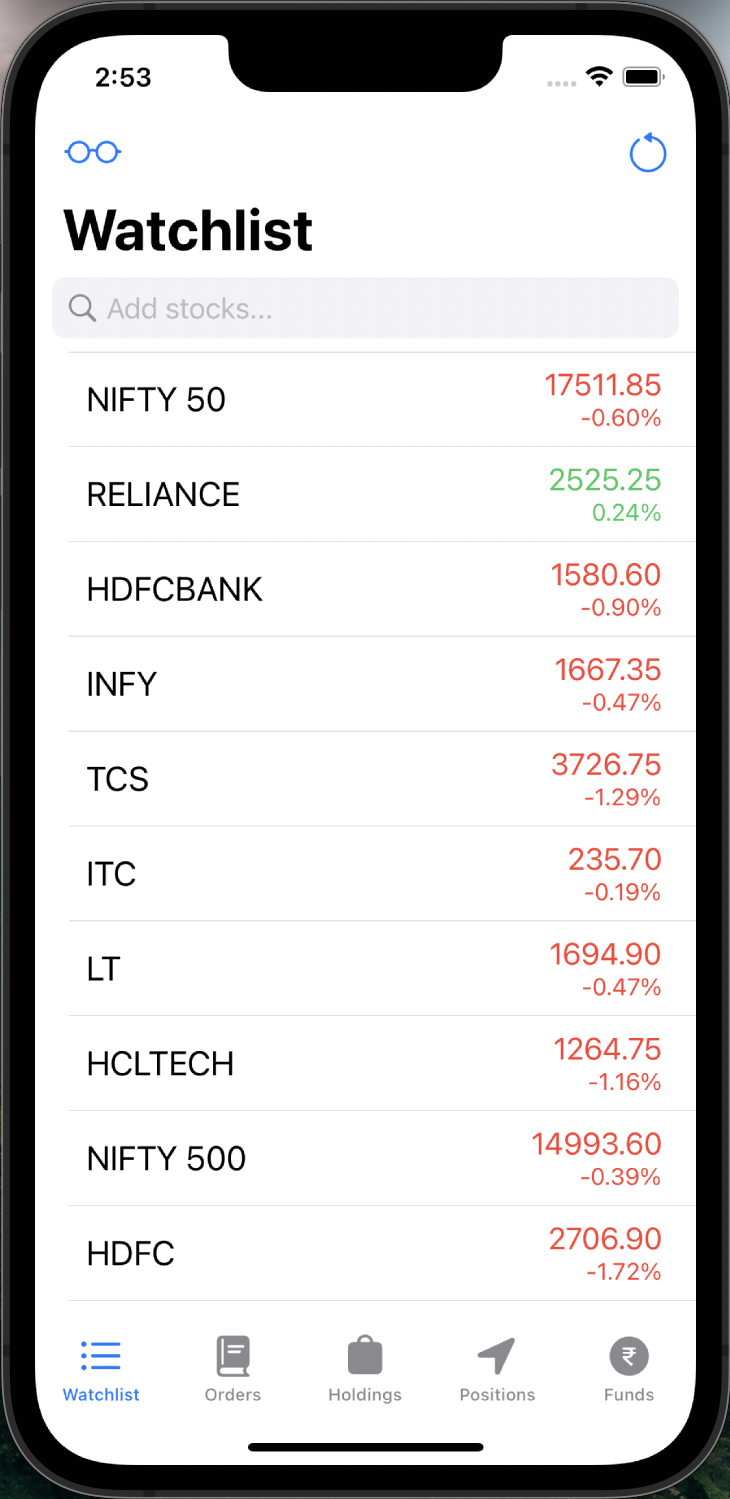 2:53
Watchlist
Add stocks...
NIFTY 50
17511.85
-0.60%
RELIANCE
2525.25
0.24%
HDFCBANK
1580.60
-0.90%
INFY
1667.35
-0.47%
TCS
3726.75
-1.29%
ITC
235.70
-0.19%
LT
1694.90
-0.47%
HCLTECH
1264.75
-1.16%
NIFTY 500
14993.60
-0.39%
HDFC
2706.90
-1.72%
₹
Watchlist Orders Holdings Positions Funds